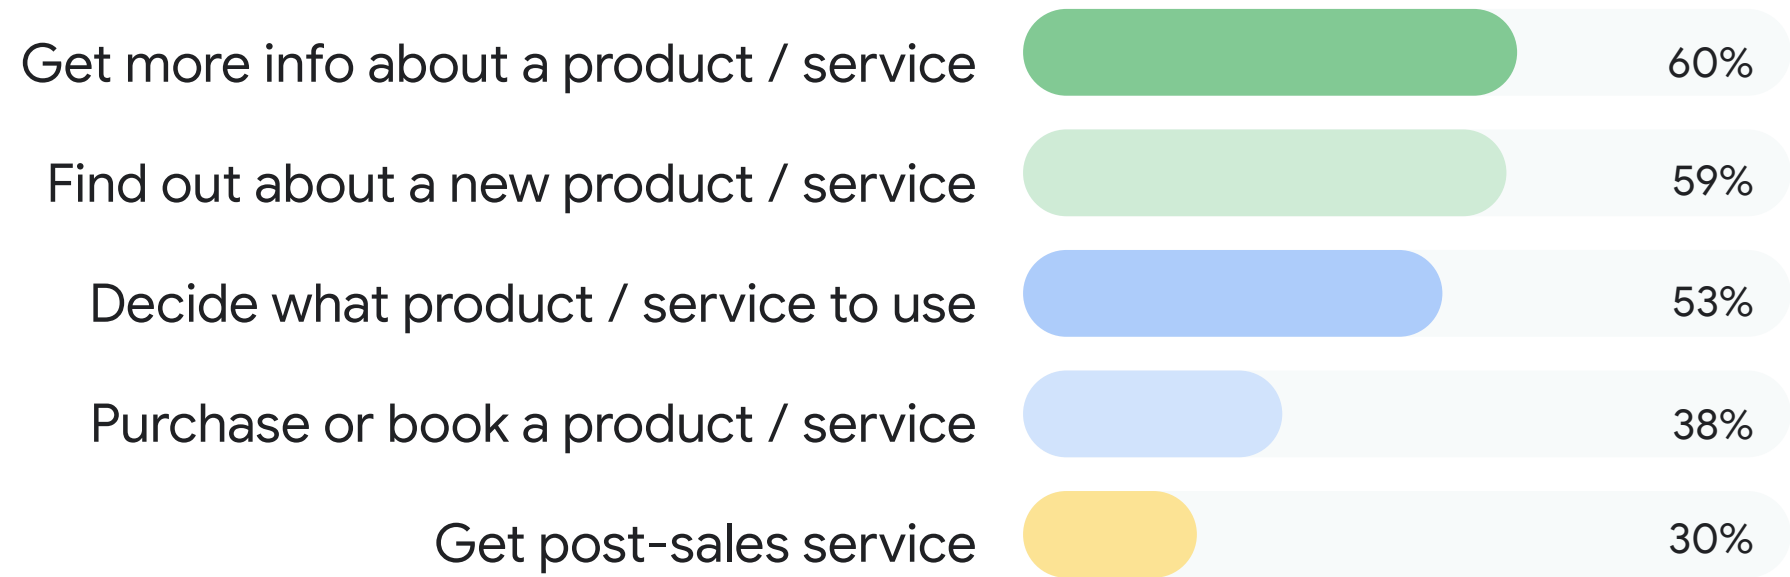 Get more info about a product / service 60%
Find out about a new product / service 59%
Decide what product / service to use 53%
Purchase or book a product / service 38%
Get post-sales service 30%